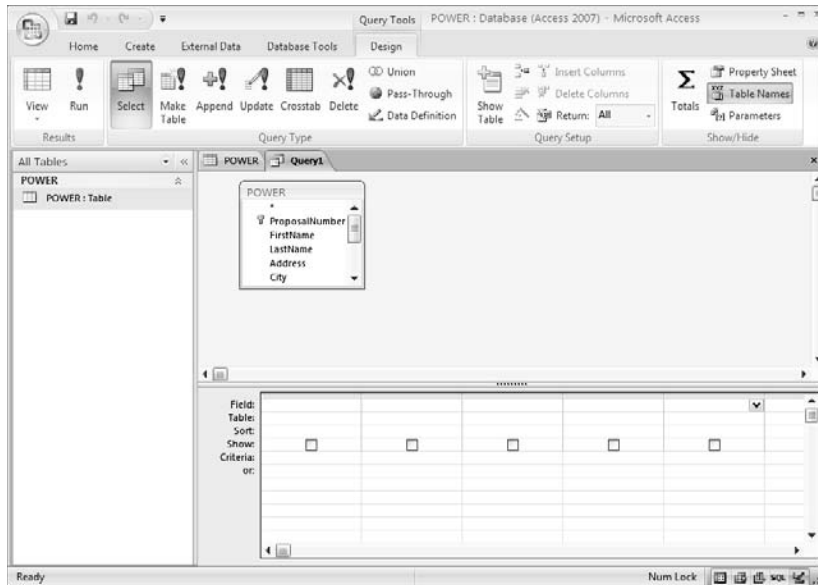 Query Tools POWER : Database (Access 2007) - Microsoft Access
Home Create External Data Database Tools Design
View Run Select Make Table Append Update Crosstab Delete
Union
Pass-Through
Data Definition
Show Table
Insert Columns
Delete Columns
Return: All
Totals
Property Sheet
XYZ Table Names
Parameters
Results Query Type Query Setup Show/Hide
All Tables
POWER
POWER : Table
POWER Query1
POWER
*
ProposalNumber
FirstName
LastName
Address
City
Field:
Table:
Sort:
Show:
Criteria:
or:
Ready Num Lock SQL